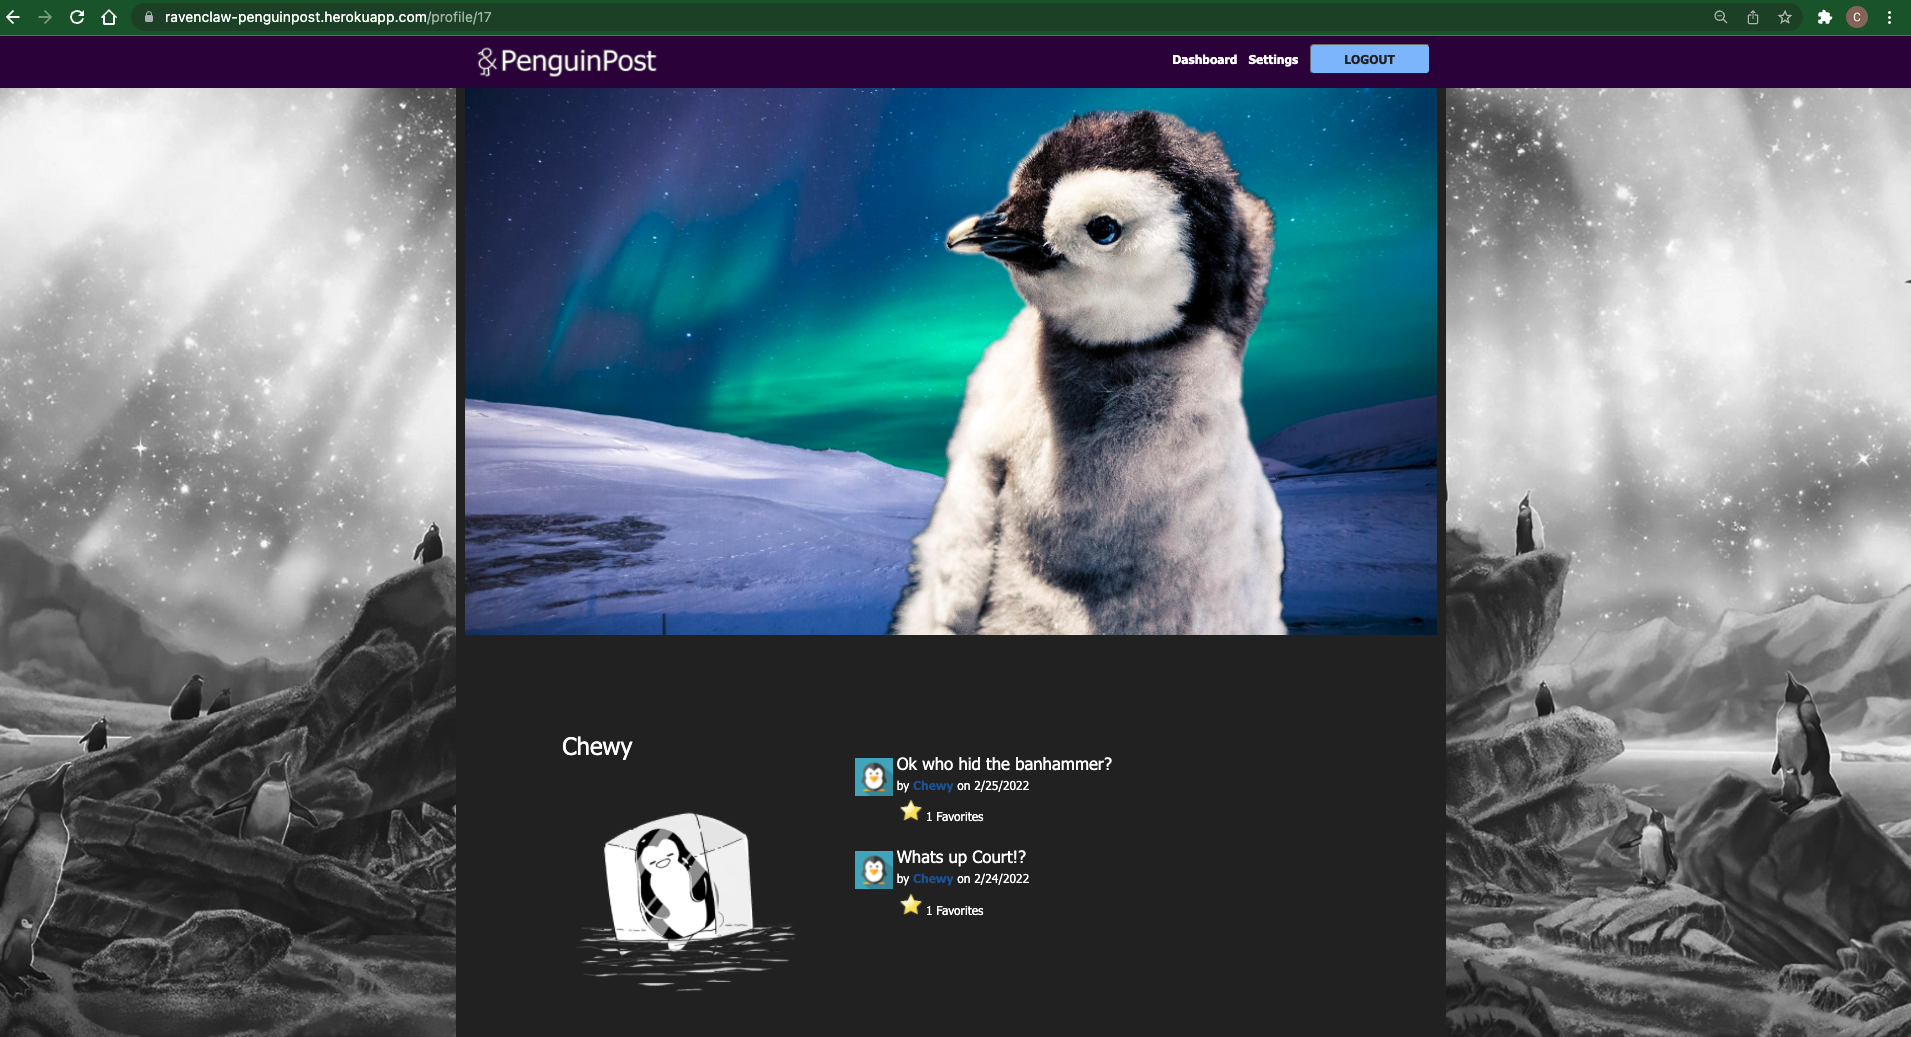 ravenclaw-penguinpost.herokuapp.com/profile/17
C
PenguinPost
Dashboard Settings LOGOUT
Chewy
Ok who hid the banhammer?
by Chewy on 2/25/2022
1 Favorites
Whats up Court!?
by Chewy on 2/24/2022
1 Favorites